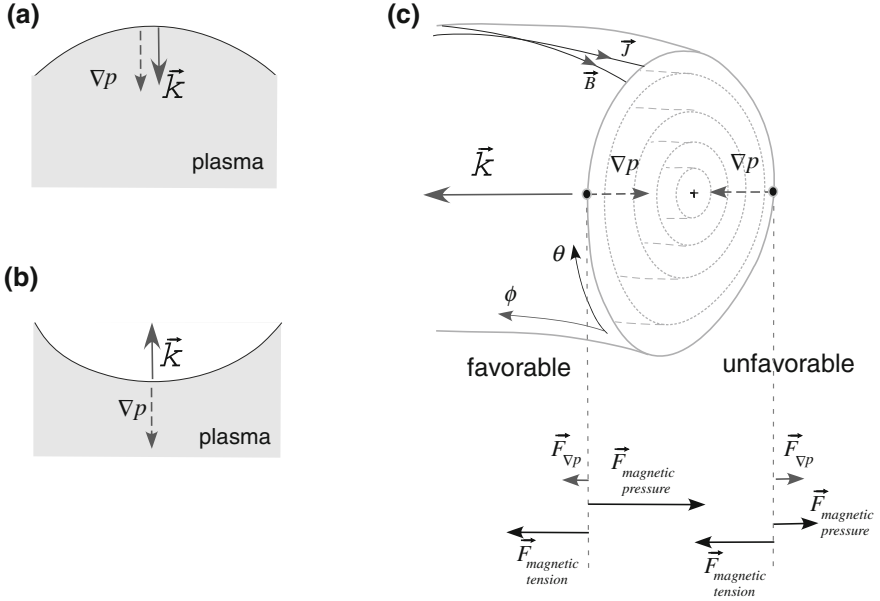 (a)
∇p
k⃗
plasma
(b)
k⃗
∇p
plasma
(c)
J⃗
B⃗
k⃗
∇p
∇p
+
θ
ϕ
favorable
unfavorable
F⃗∇p
F⃗magnetic pressure
F⃗magnetic tension
F⃗∇p
F⃗magnetic pressure
F⃗magnetic tension